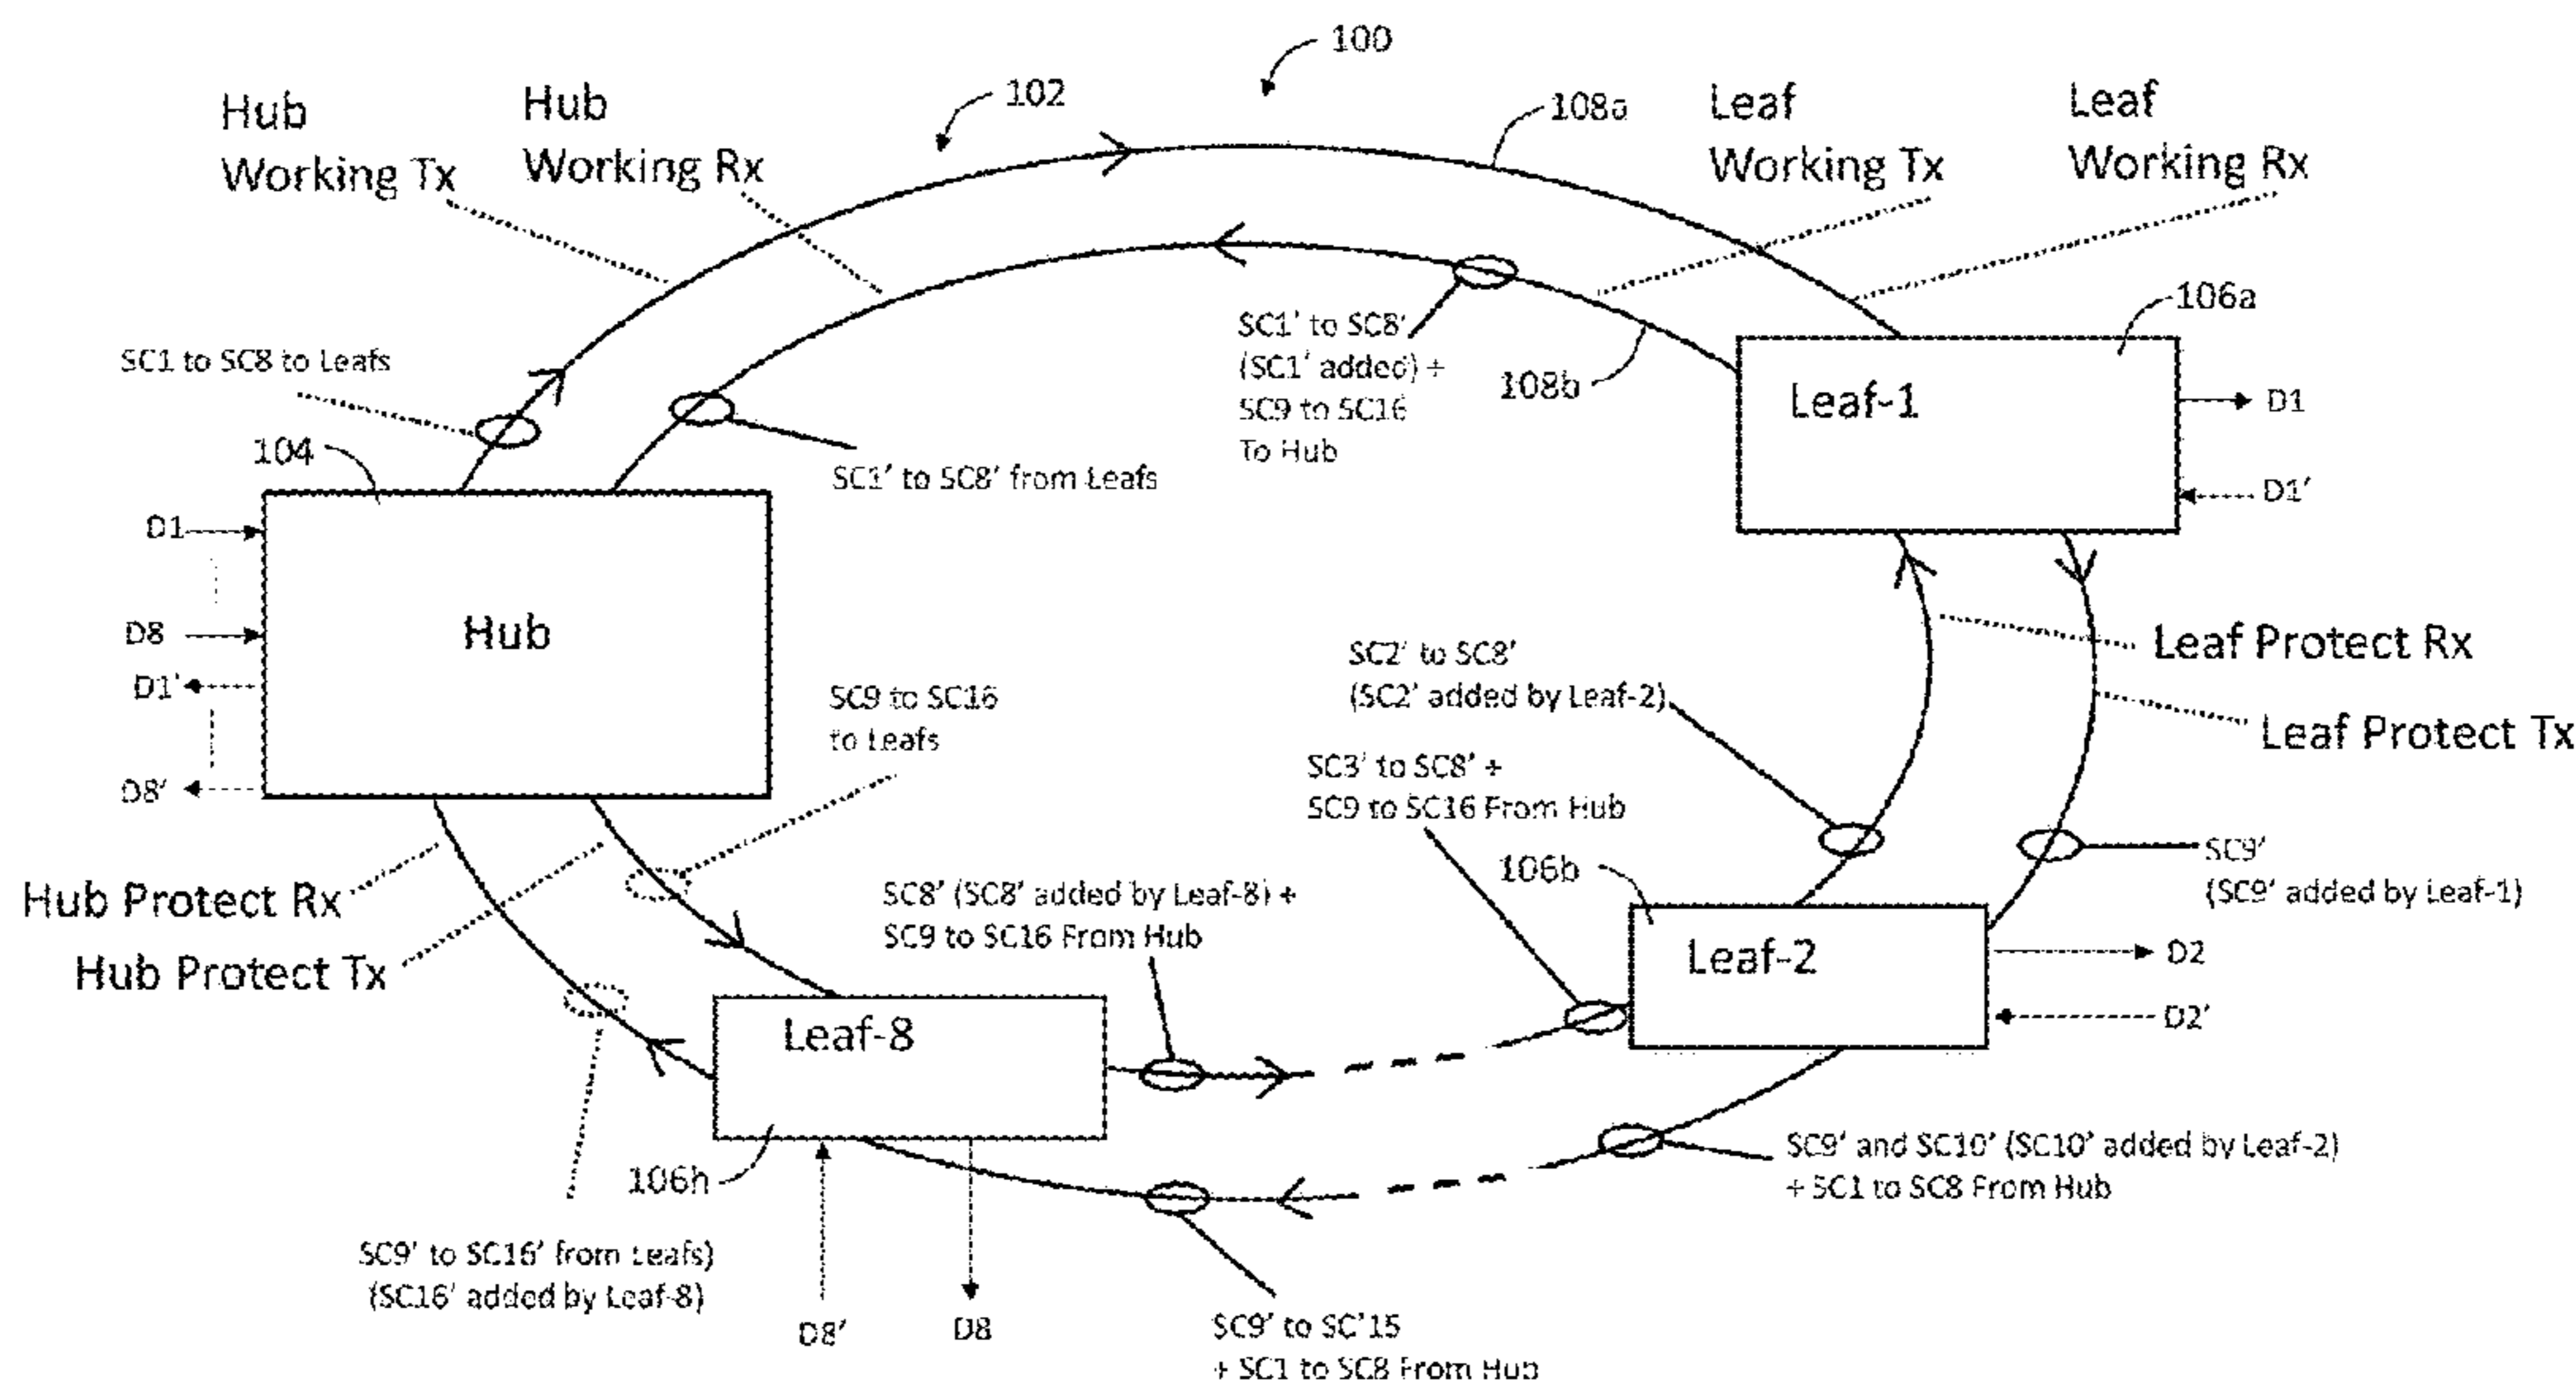 100
102
Hub
Working Tx
Hub
Working Rx
108a
Leaf
Working Tx
Leaf
Working Rx
106a
SC1 to SC8 to Leafs
104
SC1' to SC8' from Leafs
SC1' to SC8'
(SC1' added) +
SC9 to SC16
To Hub
108b
Leaf-1
D1
D1'
D1
D8
D1'
D8'
Hub
SC9 to SC16
to Leafs
SC2' to SC8'
(SC2' added by Leaf-2)
Leaf Protect Rx
Leaf Protect Tx
SC3' to SC8' +
SC9 to SC16 From Hub
106b
SC9'
(SC9' added by Leaf-1)
Hub Protect Rx
Hub Protect Tx
SC8' (SC8' added by Leaf-8) +
SC9 to SC16 From Hub
Leaf-2
D2
D2'
Leaf-8
106h
SC9' and SC10' (SC10' added by Leaf-2)
+ SC1 to SC8 From Hub
SC9' to SC16' from Leafs)
(SC16' added by Leaf-8)
D8'
D8
SC9' to SC'15
+ SC1 to SC8 From Hub